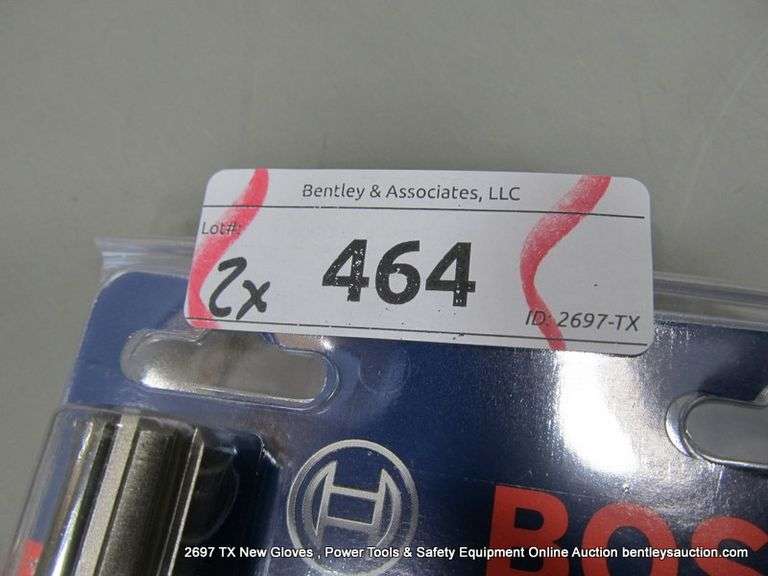 Bentley & Associates, LLC
Lot#:
2x
464
ID: 2697-TX
BOS
2697 TX New Gloves , Power Tools & Safety Equipment Online Auction bentleysauction.com